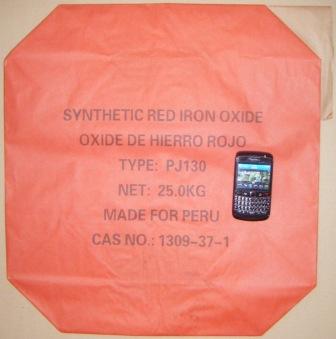 SYNTHETIC RED IRON OXIDE
OXIDE DE HIERRO ROJO
TYPE: PJ130
NET: 25.0KG
MADE FOR PERU
CAS NO.: 1309-37-1